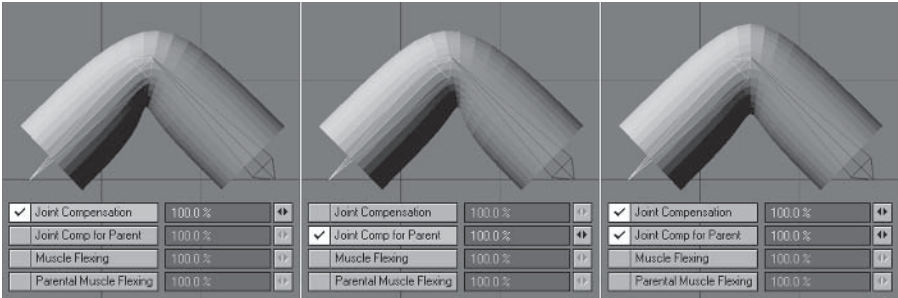 ✓ Joint Compensation 100.0 %
Joint Comp for Parent 100.0 %
Muscle Flexing 100.0 %
Parental Muscle Flexing 100.0 %
Joint Compensation 100.0 %
✓ Joint Comp for Parent 100.0 %
Muscle Flexing 100.0 %
Parental Muscle Flexing 100.0 %
✓ Joint Compensation 100.0 %
✓ Joint Comp for Parent 100.0 %
Muscle Flexing 100.0 %
Parental Muscle Flexing 100.0 %